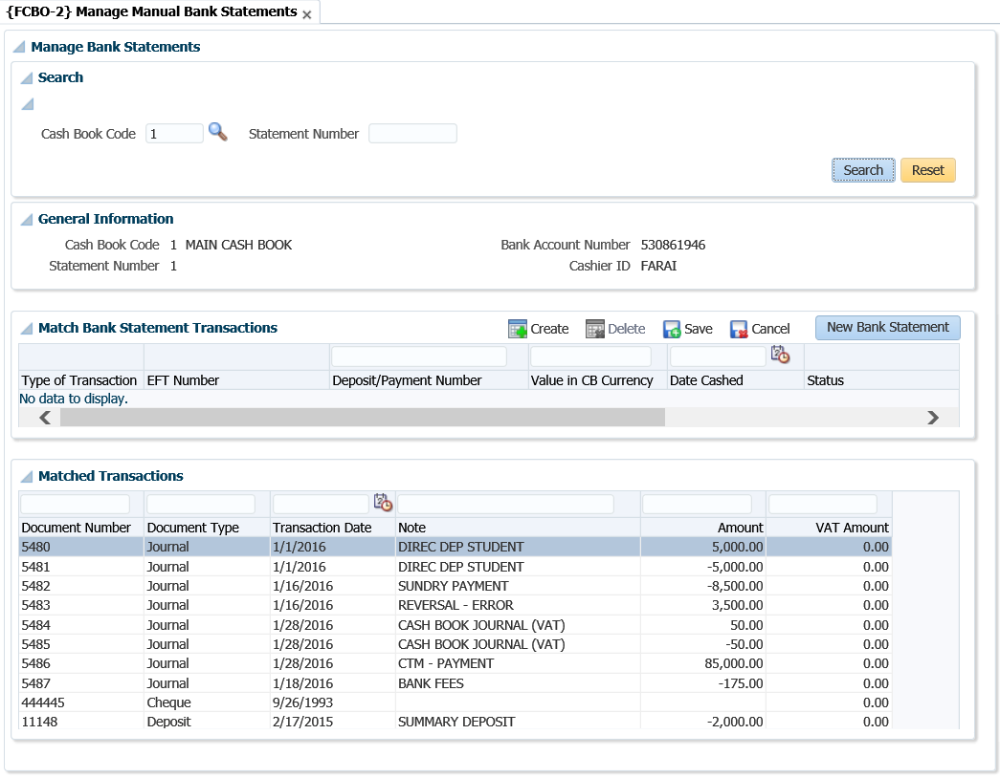 {FCBO-2} Manage Manual Bank Statements x
Manage Bank Statements
Search
Cash Book Code 1 Statement Number
Search Reset
General Information
Cash Book Code 1 MAIN CASH BOOK Bank Account Number 530861946
Statement Number 1 Cashier ID FARAI
Match Bank Statement Transactions Create Delete Save Cancel New Bank Statement
Type of Transaction EFT Number Deposit/Payment Number Value in CB Currency Date Cashed Status
No data to display.
Matched Transactions
Document Number Document Type Transaction Date Note Amount VAT Amount
5480 Journal 1/1/2016 DIREC DEP STUDENT 5,000.00 0.00
5481 Journal 1/1/2016 DIREC DEP STUDENT -5,000.00 0.00
5482 Journal 1/16/2016 SUNDRY PAYMENT -8,500.00 0.00
5483 Journal 1/16/2016 REVERSAL - ERROR 3,500.00 0.00
5484 Journal 1/28/2016 CASH BOOK JOURNAL (VAT) 50.00 0.00
5485 Journal 1/28/2016 CASH BOOK JOURNAL (VAT) -50.00 0.00
5486 Journal 1/28/2016 CTM - PAYMENT 85,000.00 0.00
5487 Journal 1/18/2016 BANK FEES -175.00 0.00
444445 Cheque 9/26/1993 0.00
11148 Deposit 2/17/2015 SUMMARY DEPOSIT -2,000.00 0.00